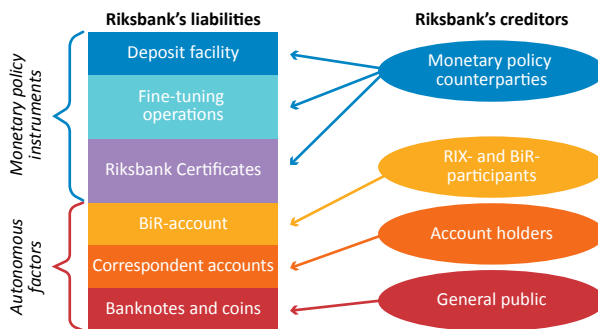 Riksbank's liabilities
Riksbank's creditors
Monetary policy
instruments
Deposit facility
Fine-tuning
operations
Riksbank Certificates
Monetary policy
counterparties
RIX- and BiR-
participants
Autonomous
factors
BiR-account
Correspondent accounts
Banknotes and coins
Account holders
General public